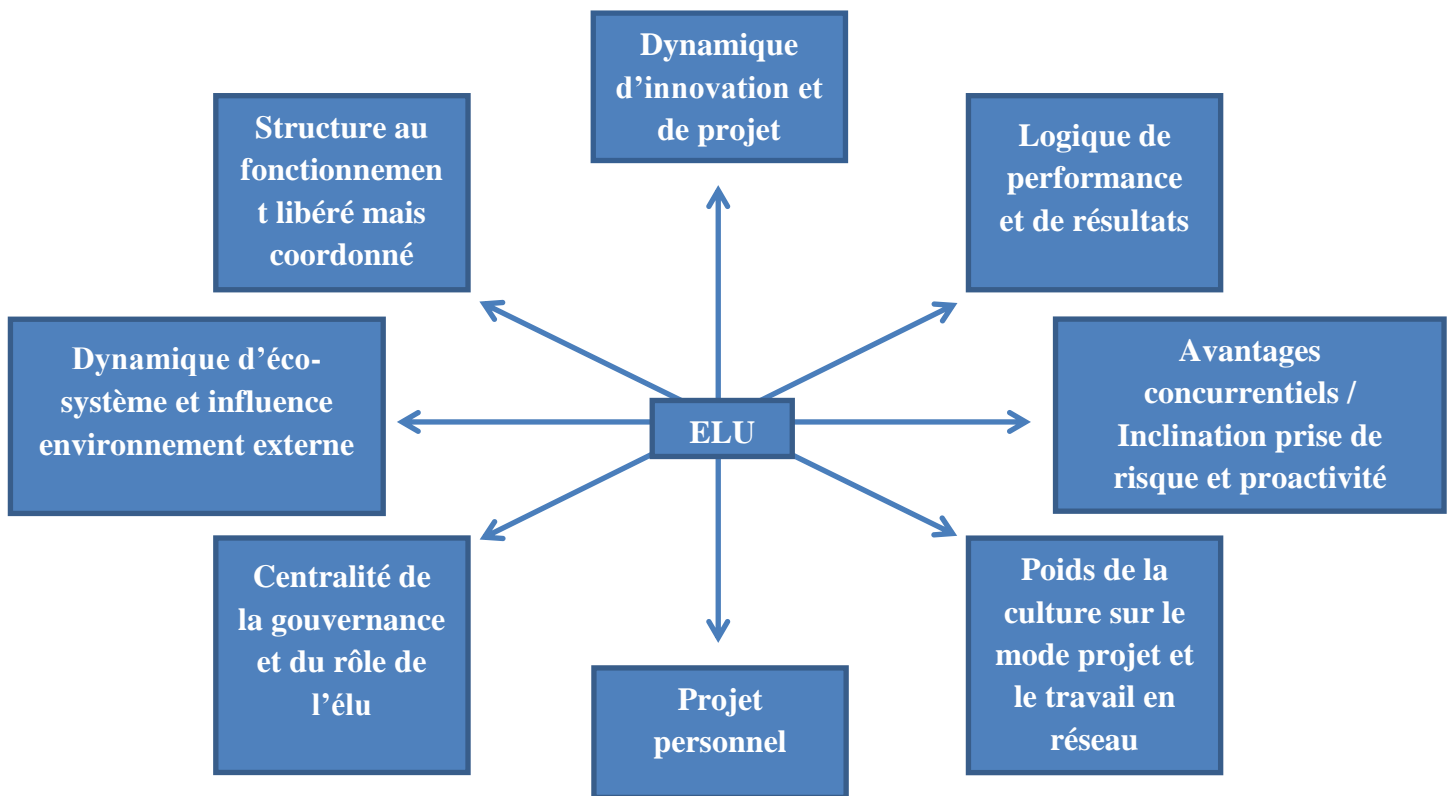 Dynamique
d’innovation et
de projet
Structure au
fonctionnemen
t libéré mais
coordonné
Logique de
performance
et de résultats
Dynamique d’éco-
système et influence
environnement externe
ELU
Avantages
concurrentiels /
Inclination prise de
risque et proactivité
Centralité de
la gouvernance
et du rôle de
l’élu
Projet
personnel
Poids de la
culture sur le
mode projet et
le travail en
réseau